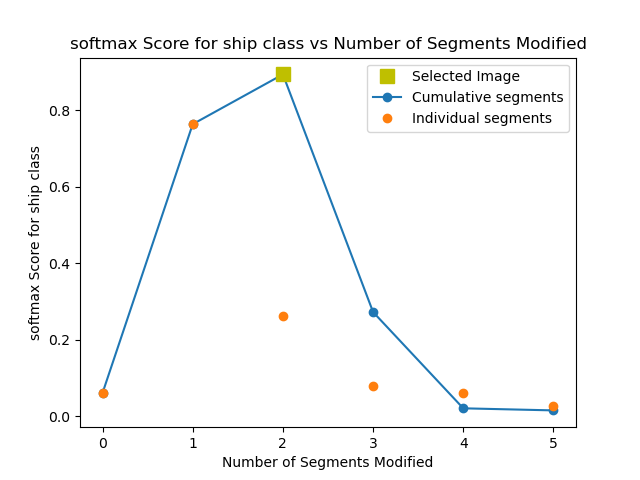 softmax Score for ship class vs Number of Segments Modified
Selected Image
Cumulative segments
Individual segments
softmax Score for ship class
0.8
0.6
0.4
0.2
0.0
0 1 2 3 4 5
Number of Segments Modified